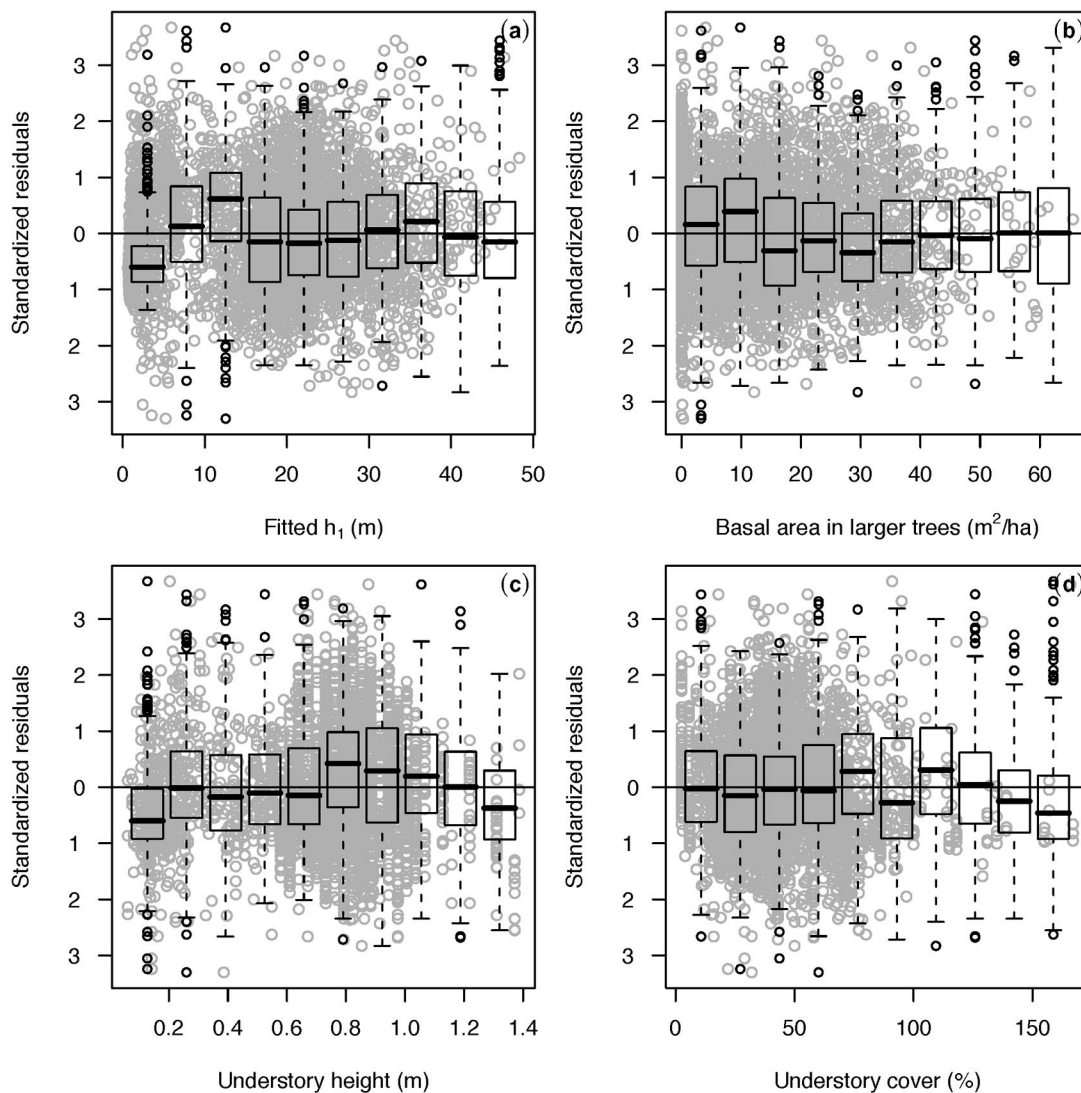 (a)
Standardized residuals
3
2
1
0
1
2
3
0 10 20 30 40 50
Fitted h₁ (m)
(b)
Standardized residuals
3
2
1
0
1
2
3
0 10 20 30 40 50 60
Basal area in larger trees (m²/ha)
(c)
Standardized residuals
3
2
1
0
1
2
3
0.2 0.4 0.6 0.8 1.0 1.2 1.4
Understory height (m)
(d)
Standardized residuals
3
2
1
0
1
2
3
0 50 100 150
Understory cover (%)